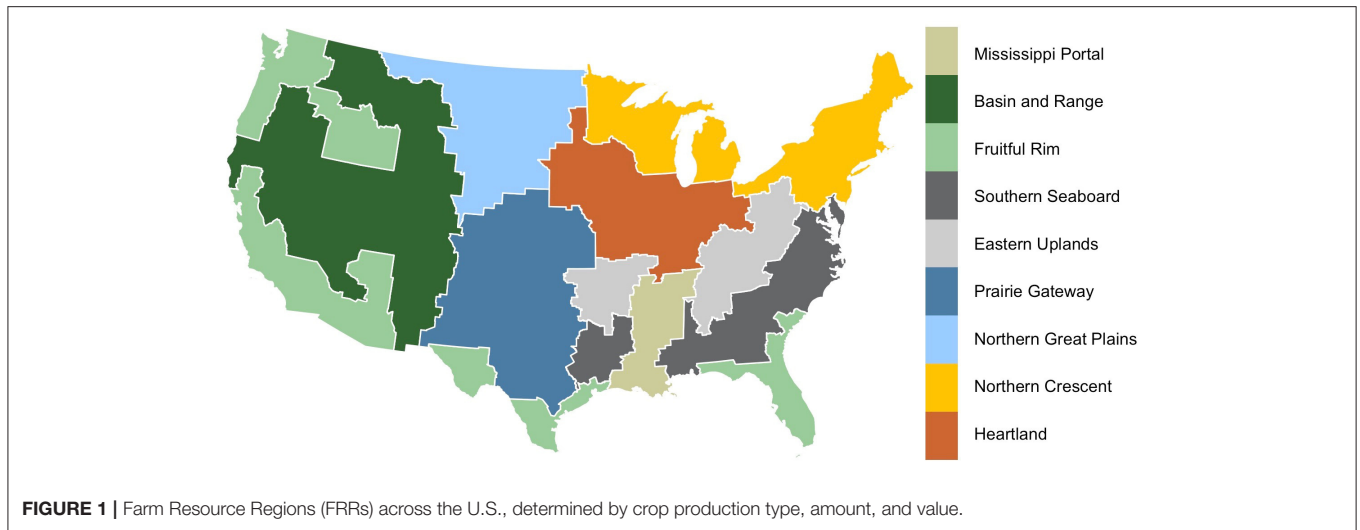 Mississippi Portal
Basin and Range
Fruitful Rim
Southern Seaboard
Eastern Uplands
Prairie Gateway
Northern Great Plains
Northern Crescent
Heartland
FIGURE 1 | Farm Resource Regions (FRRs) across the U.S., determined by crop production type, amount, and value.